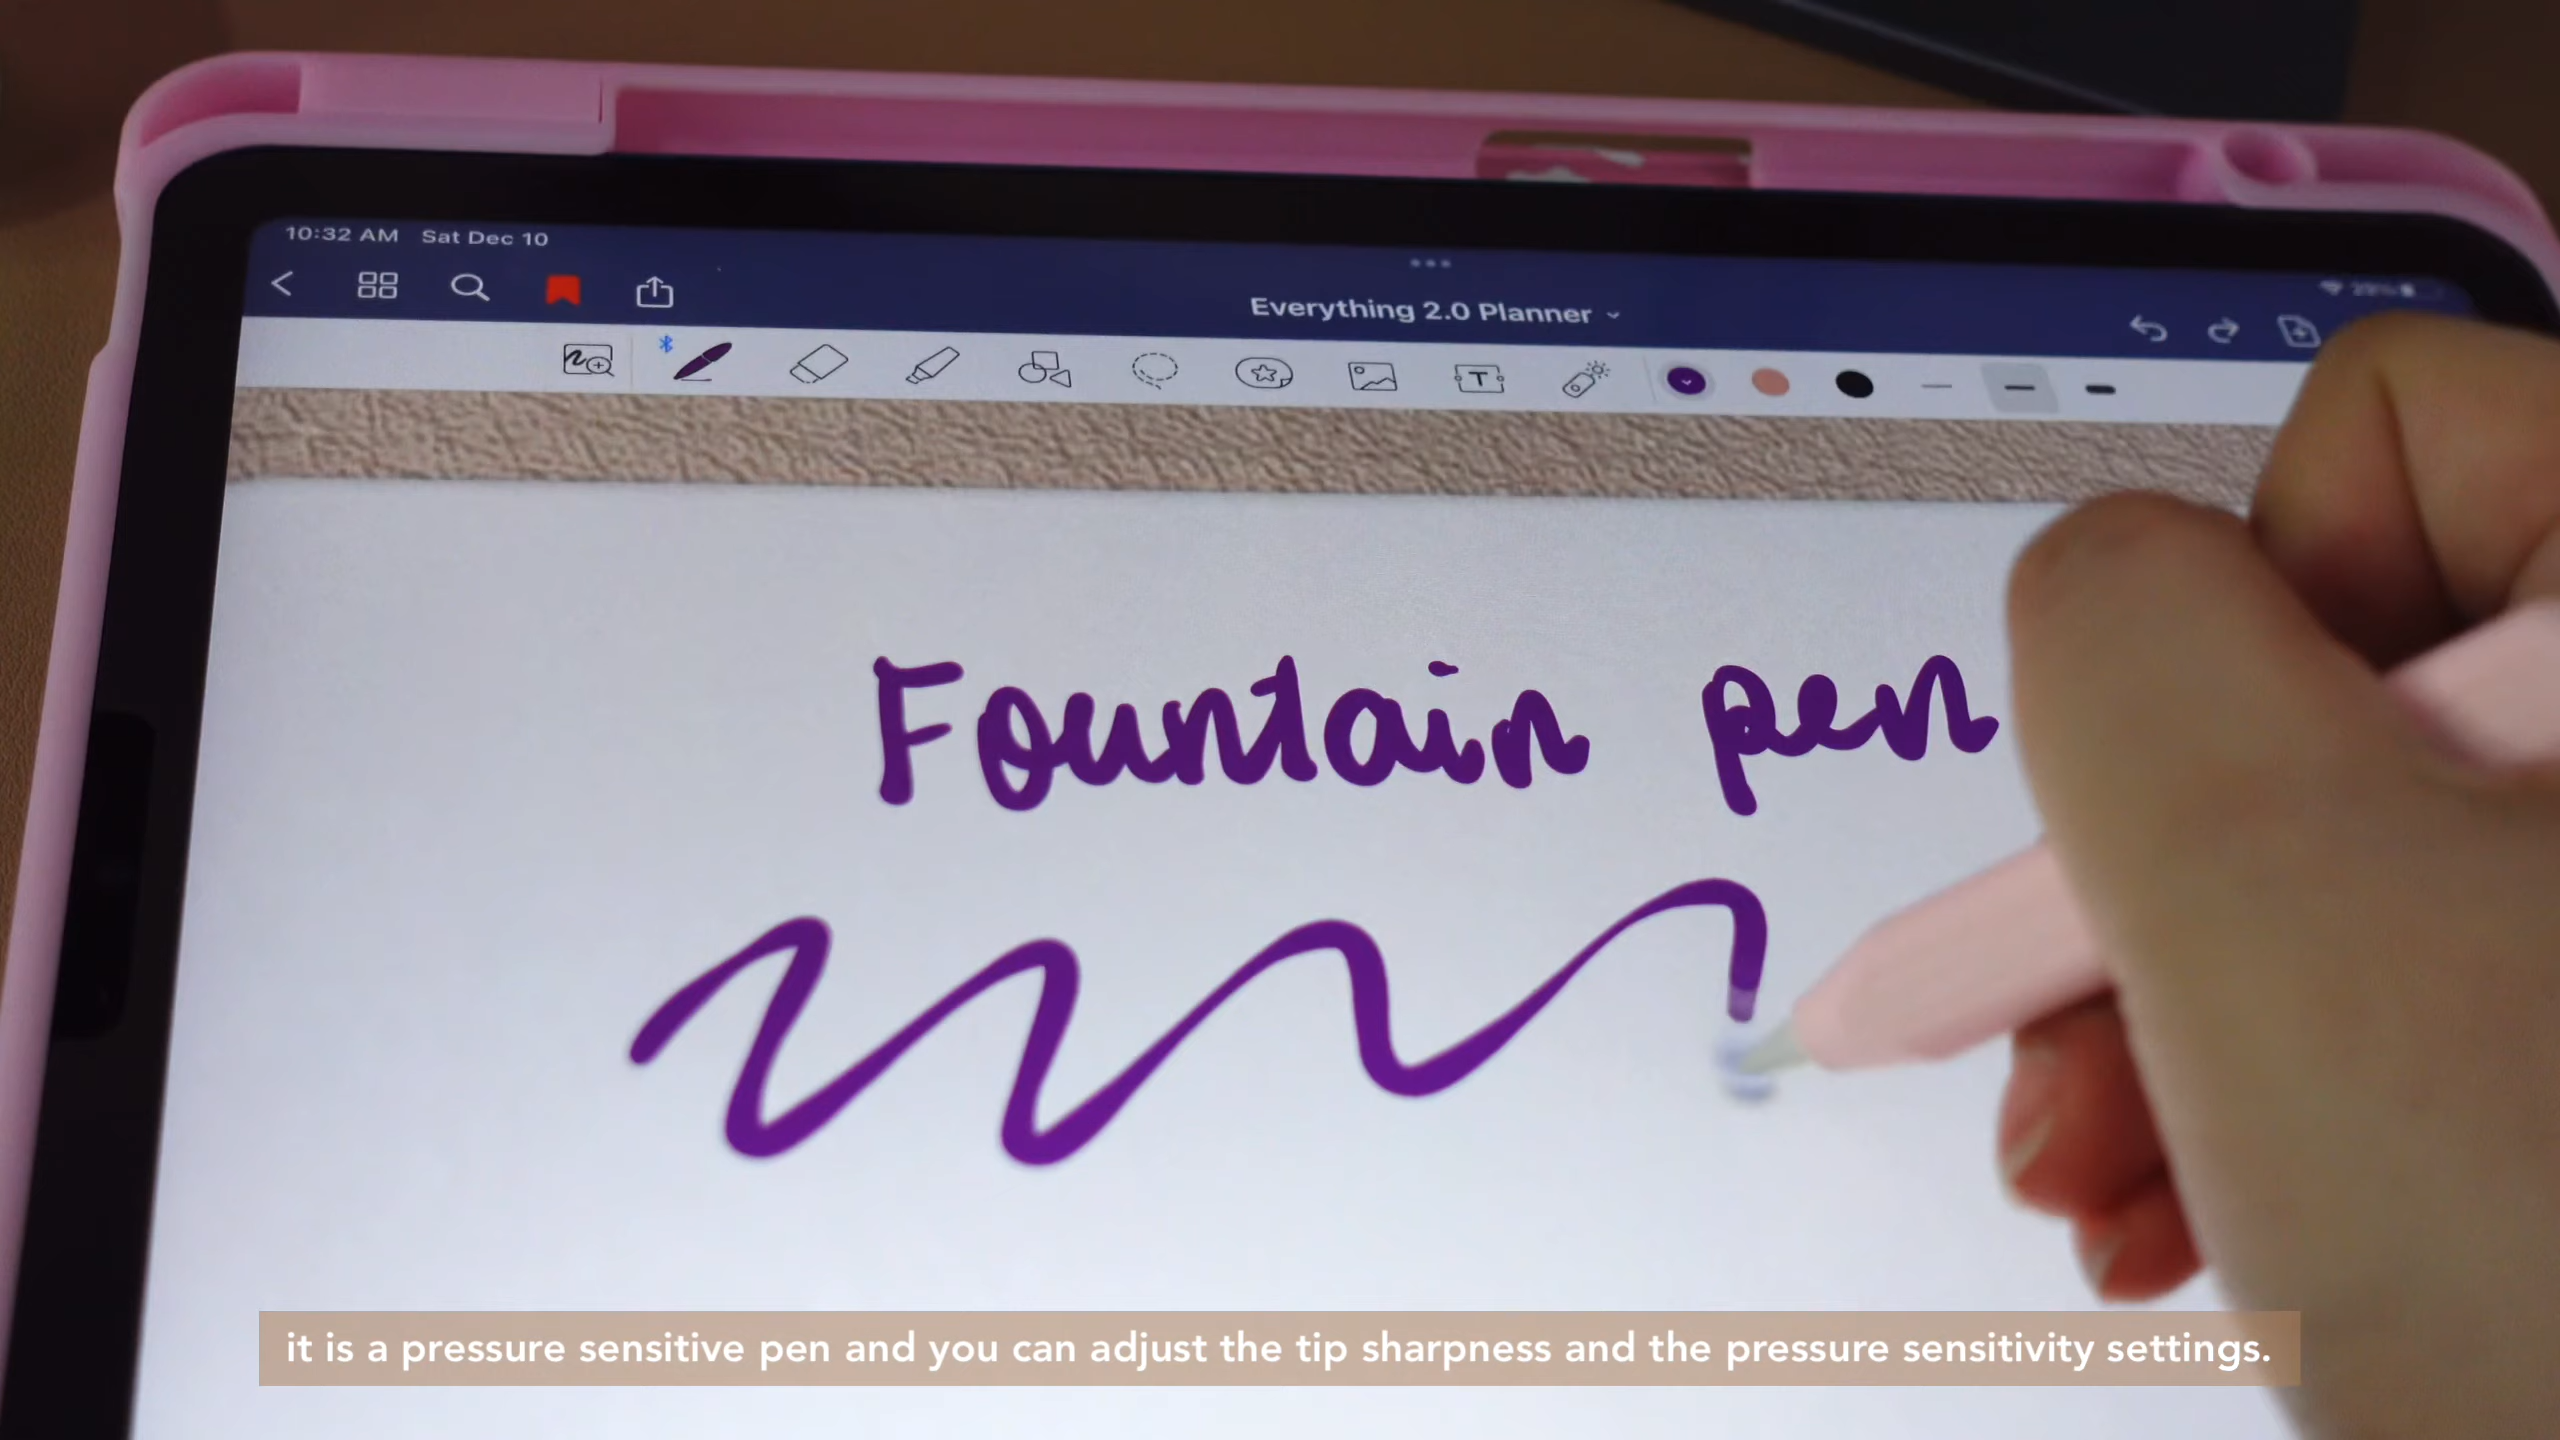 10:32 AM Sat Dec 10
Everything 2.0 Planner
T
Fountain pen
it is a pressure sensitive pen and you can adjust the tip sharpness and the pressure sensitivity settings.